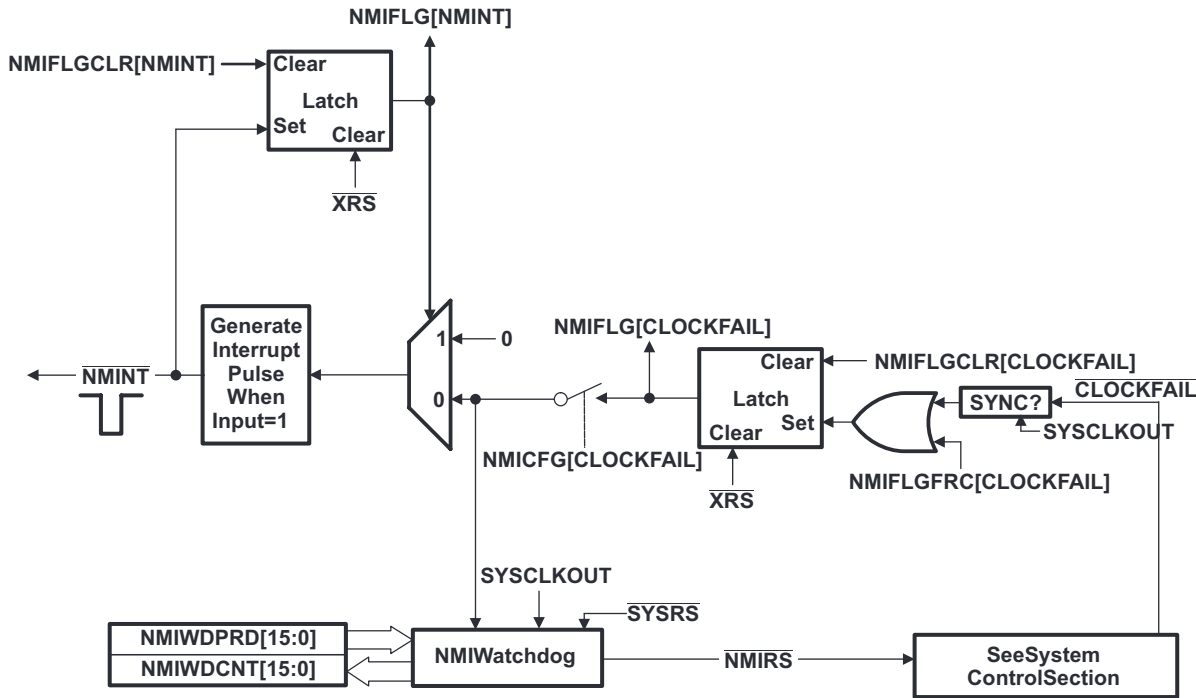 NMIFLG[NMINT]
NMIFLGCLR[NMINT]
Clear
Latch
Set
Clear
XRS
Generate
Interrupt
Pulse
When
Input=1
NMINT
1
0
0
NMIFLG[CLOCKFAIL]
NMICFG[CLOCKFAIL]
Clear
Latch
Set
Clear
XRS
NMIFLGCLR[CLOCKFAIL]
CLOCKFAIL
SYNC?
SYSCLKOUT
NMIFLGFRC[CLOCKFAIL]
SYSCLKOUT
SYSRS
NMIWDPRD[15:0]
NMIWDCNT[15:0]
NMIWatchdog
NMIRS
SeeSystem
ControlSection